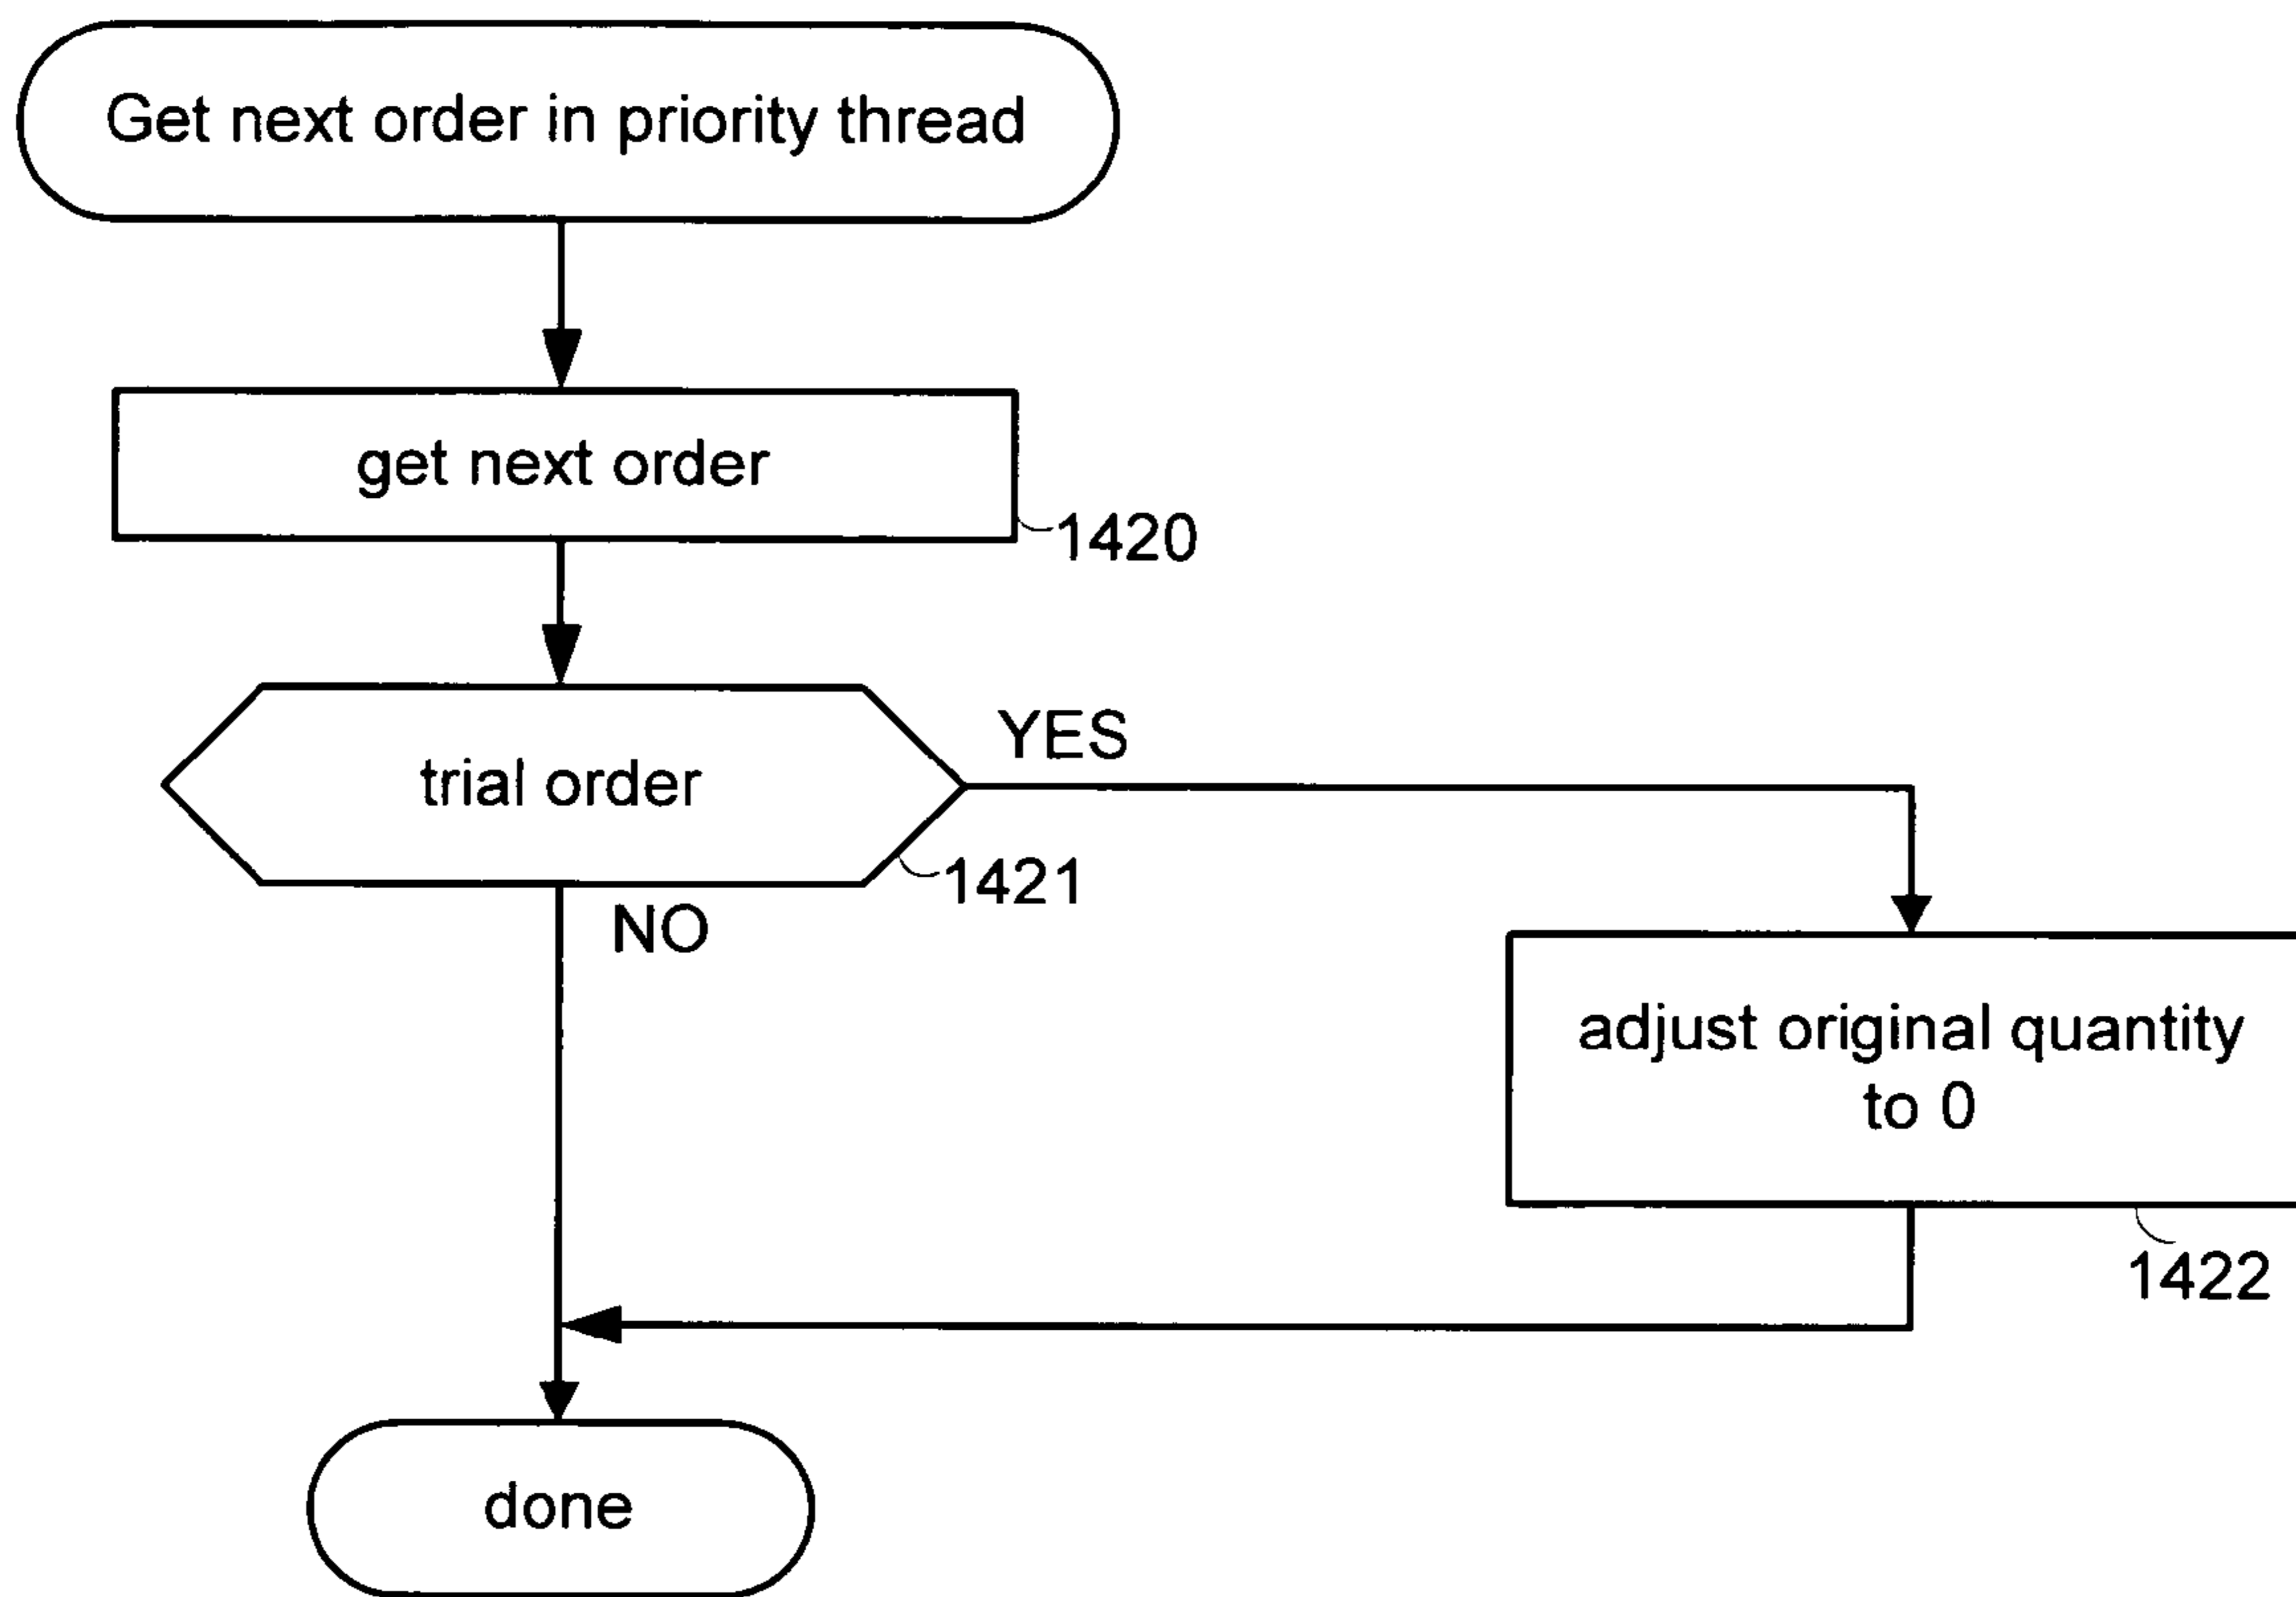 Get next order in priority thread
get next order
1420
trial order
YES
1421
NO
adjust original quantity
to 0
1422
done